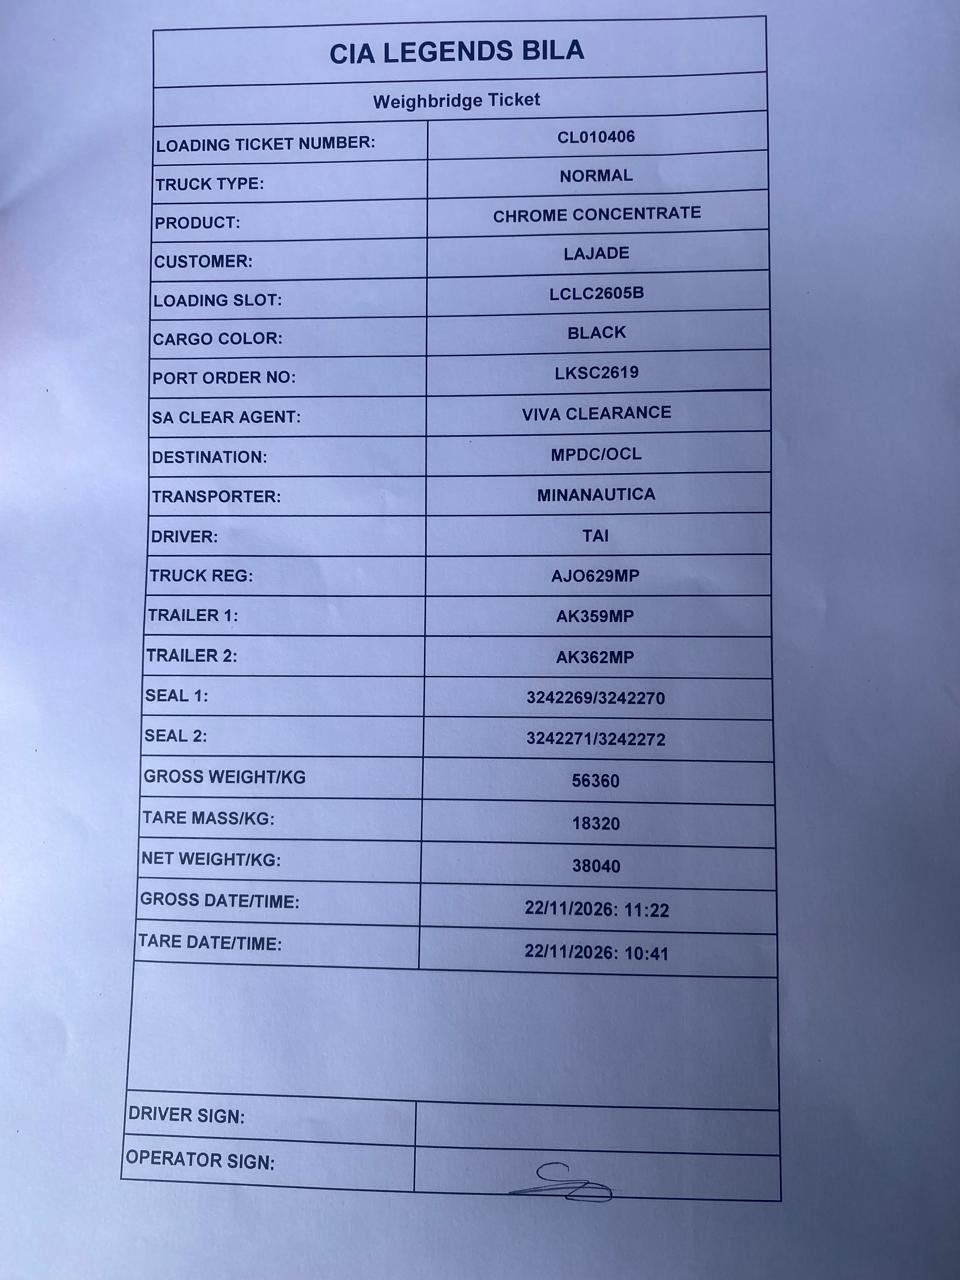 CIA LEGENDS BILA
Weighbridge Ticket
LOADING TICKET NUMBER: CL010406
TRUCK TYPE: NORMAL
PRODUCT: CHROME CONCENTRATE
CUSTOMER: LAJADE
LOADING SLOT: LCLC2605B
CARGO COLOR: BLACK
PORT ORDER NO: LKSC2619
SA CLEAR AGENT: VIVA CLEARANCE
DESTINATION: MPDC/OCL
TRANSPORTER: MINANAUTICA
DRIVER: TAI
TRUCK REG: AJO629MP
TRAILER 1: AK359MP
TRAILER 2: AK362MP
SEAL 1: 3242269/3242270
SEAL 2: 3242271/3242272
GROSS WEIGHT/KG 56360
TARE MASS/KG: 18320
NET WEIGHT/KG: 38040
GROSS DATE/TIME: 22/11/2026: 11:22
TARE DATE/TIME: 22/11/2026: 10:41
DRIVER SIGN:
OPERATOR SIGN: